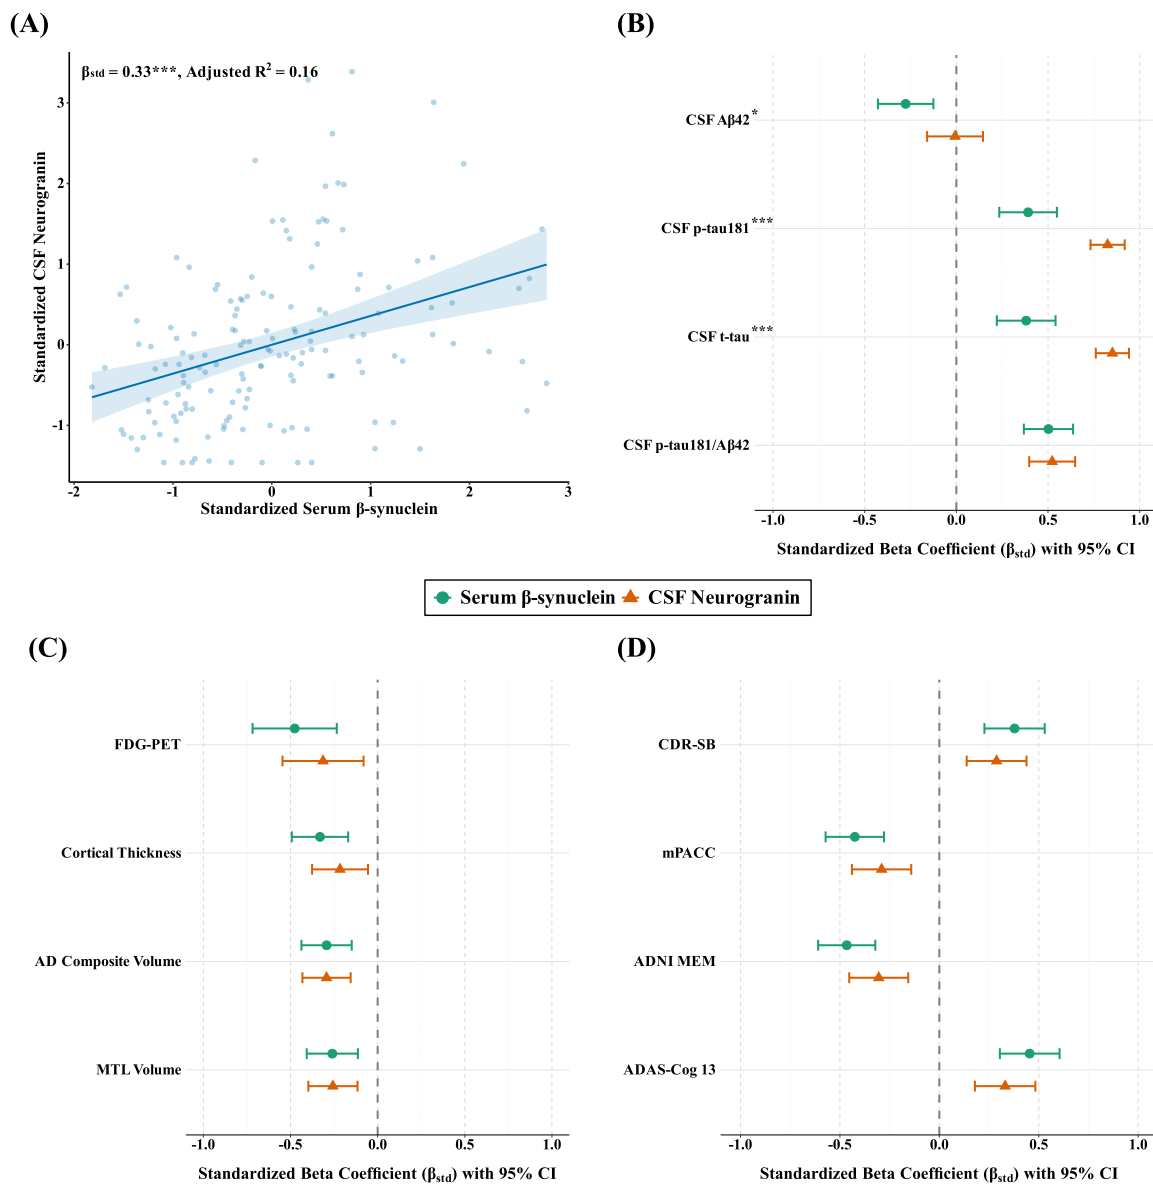 (A)
βstd = 0.33***, Adjusted R² = 0.16
Standardized CSF Neurogranin
3
2
1
0
-1
-2
-1
0
1
2
3
Standardized Serum β-synuclein
(B)
CSF Aβ42*
CSF p-tau181***
CSF t-tau***
CSF p-tau181/Aβ42
-1.0
-0.5
0.0
0.5
1.0
Standardized Beta Coefficient (βstd) with 95% CI
Serum β-synuclein
CSF Neurogranin
(C)
FDG-PET
Cortical Thickness
AD Composite Volume
MTL Volume
-1.0
-0.5
0.0
0.5
1.0
Standardized Beta Coefficient (βstd) with 95% CI
(D)
CDR-SB
mPACC
ADNI MEM
ADAS-Cog 13
-1.0
-0.5
0.0
0.5
1.0
Standardized Beta Coefficient (βstd) with 95% CI